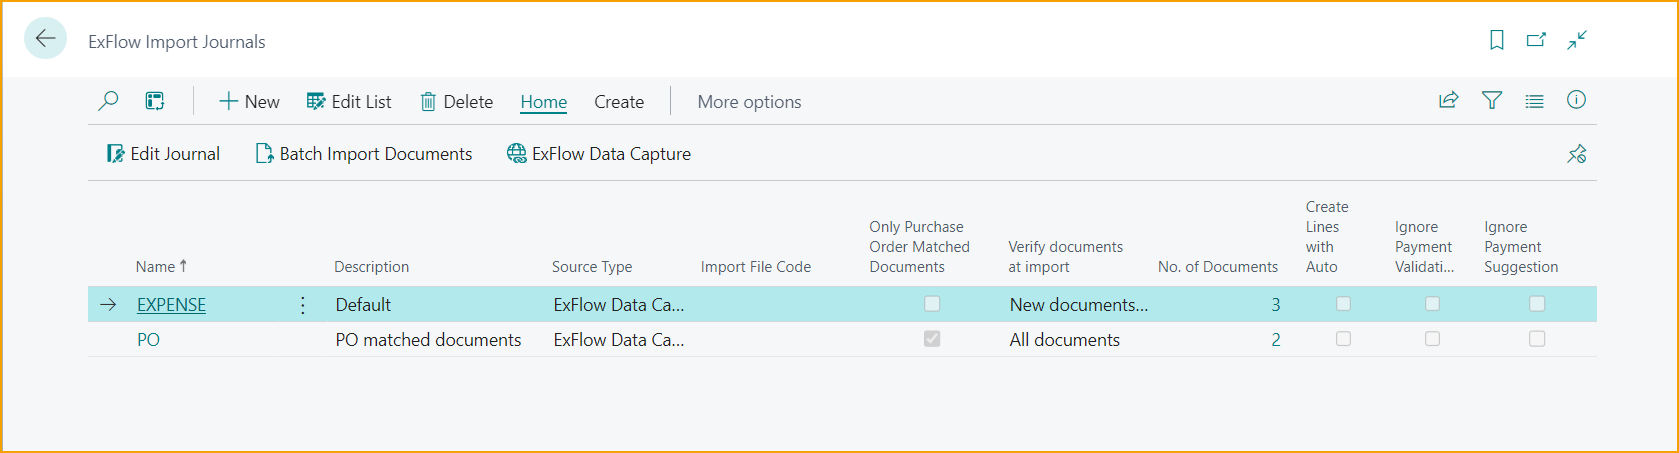 ExFlow Import Journals
New Edit List Delete Home Create More options
Edit Journal Batch Import Documents ExFlow Data Capture
Name Description Source Type Import File Code Only Purchase Order Matched Documents Verify documents at import No. of Documents Create Lines with Auto Ignore Payment Validati... Ignore Payment Suggestion
EXPENSE Default ExFlow Data Ca... New documents... 3
PO PO matched documents ExFlow Data Ca... All documents 2